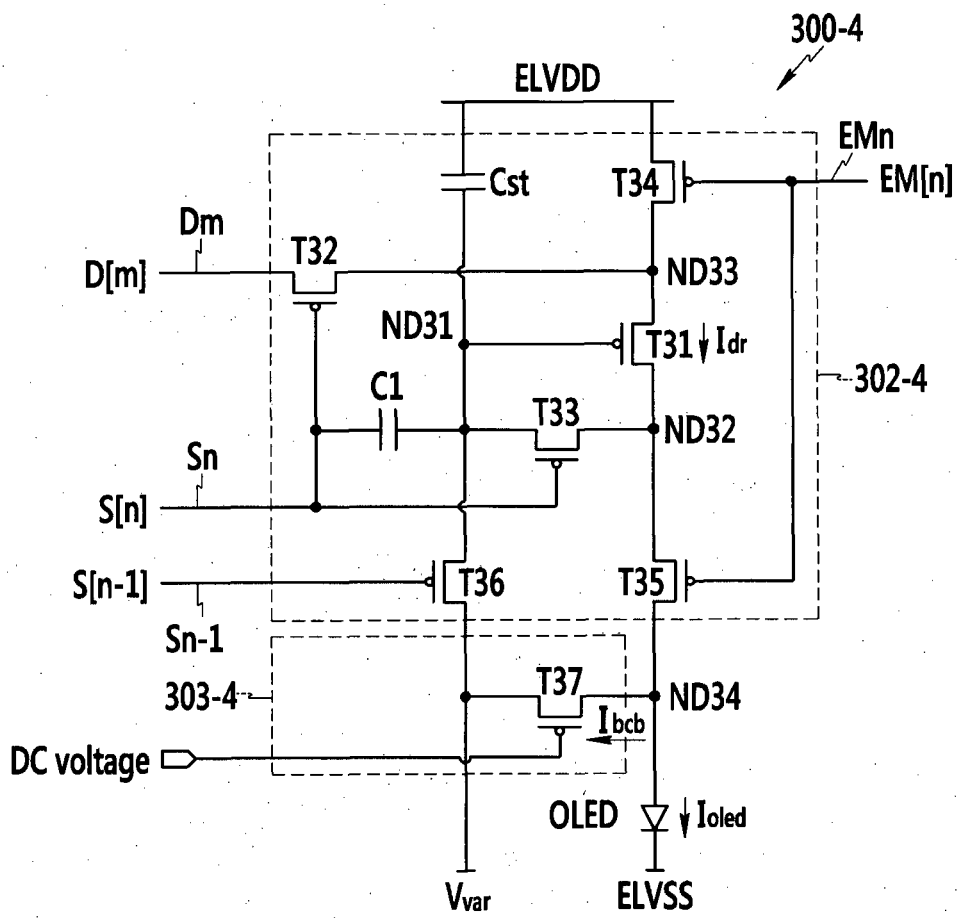 300-4
ELVDD
EMn
EM[n]
T34
Cst
Dm
D[m]
T32
ND33
ND31
T31
Idr
302-4
C1
T33
ND32
Sn
S[n]
S[n-1]
T36
T35
Sn-1
303-4
T37
ND34
Ibcb
DC voltage
OLED
Ioled
Vvar
ELVSS